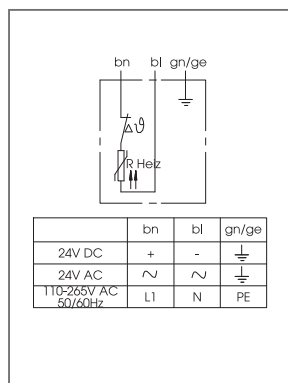 bn bl gn/ge
Δϑ
R Heiz
bn bl gn/ge
24V DC + -
24V AC ~ ~
110-265V AC
50/60Hz
L1 N PE